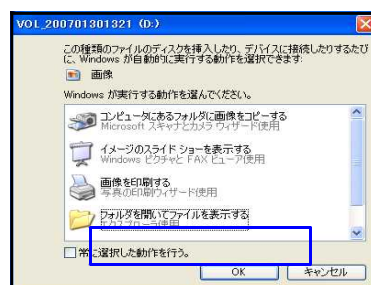 VOL_200701301321 (D:)
この種類のファイルのディスクを挿入したり、デバイスに接続したりするたび
に、Windows が自動的に実行する動作を選択できます:
画像
Windows が実行する動作を選んでください。
コンピュータにあるフォルダに画像をコピーする
Microsoft スキャナとカメラ ウィザード使用
イメージのスライド ショーを表示する
Windows ピクチャと FAX ビューア使用
画像を印刷する
写真の印刷ウィザード使用
フォルダを開いてファイルを表示する
エクスプローラ使用
常に選択した動作を行う。
OK
キャンセル